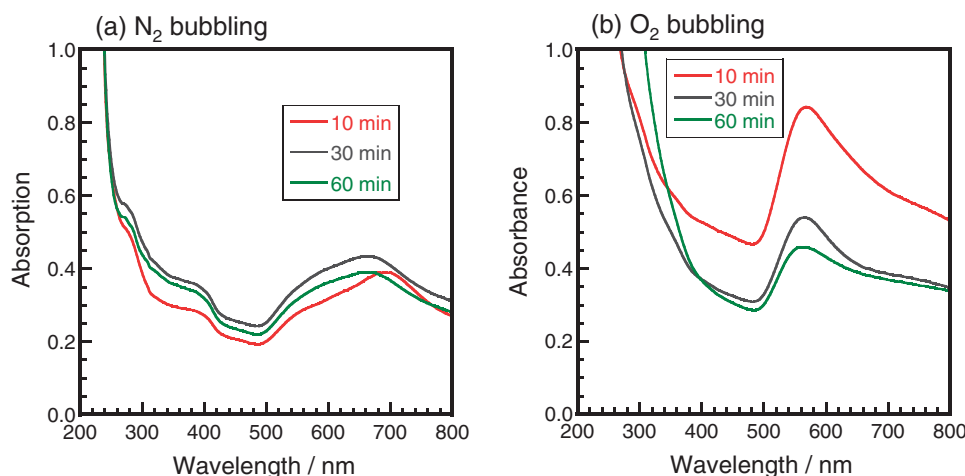 (a) N₂ bubbling
1.0
0.8
0.6
0.4
0.2
0.0
Absorption
10 min
30 min
60 min
200 300 400 500 600 700 800
Wavelength / nm
(b) O₂ bubbling
1.0
0.8
0.6
0.4
0.2
0.0
Absorbance
10 min
30 min
60 min
200 300 400 500 600 700 800
Wavelength / nm